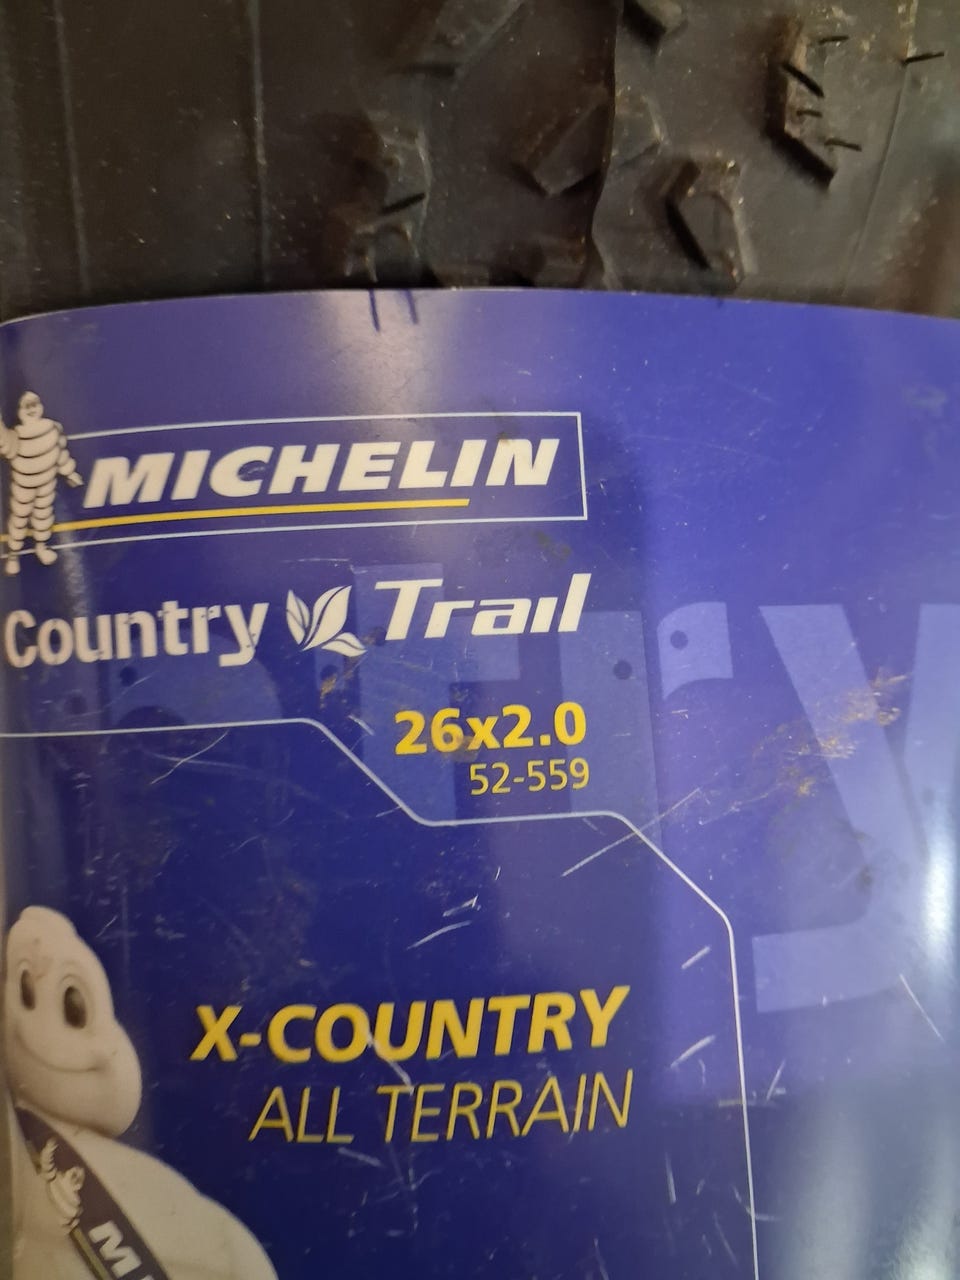 MICHELIN
Country Trail
26x2.0
52-559
X-COUNTRY
ALL TERRAIN